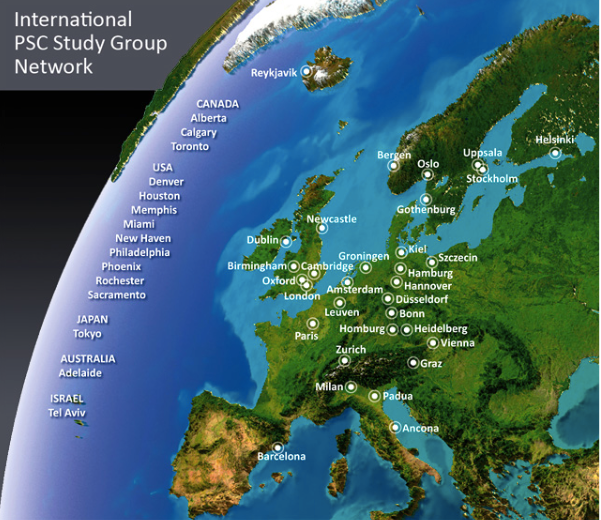 International
PSC Study Group
Network
Reykjavik
CANADA
Alberta
Calgary
Toronto
USA
Denver
Houston
Memphis
Miami
New Haven
Philadelphia
Phoenix
Rochester
Sacramento
JAPAN
Tokyo
AUSTRALIA
Adelaide
ISRAEL
Tel Aviv
Helsinki
Bergen
Oslo
Uppsala
Stockholm
Gothenburg
Newcastle
Dublin
Kiel
Groningen
Szczecin
Birmingham
Cambridge
Hamburg
Oxford
Amsterdam
Hannover
London
Düsseldorf
Leuven
Bonn
Paris
Homburg
Heidelberg
Vienna
Zurich
Graz
Milan
Padua
Ancona
Barcelona